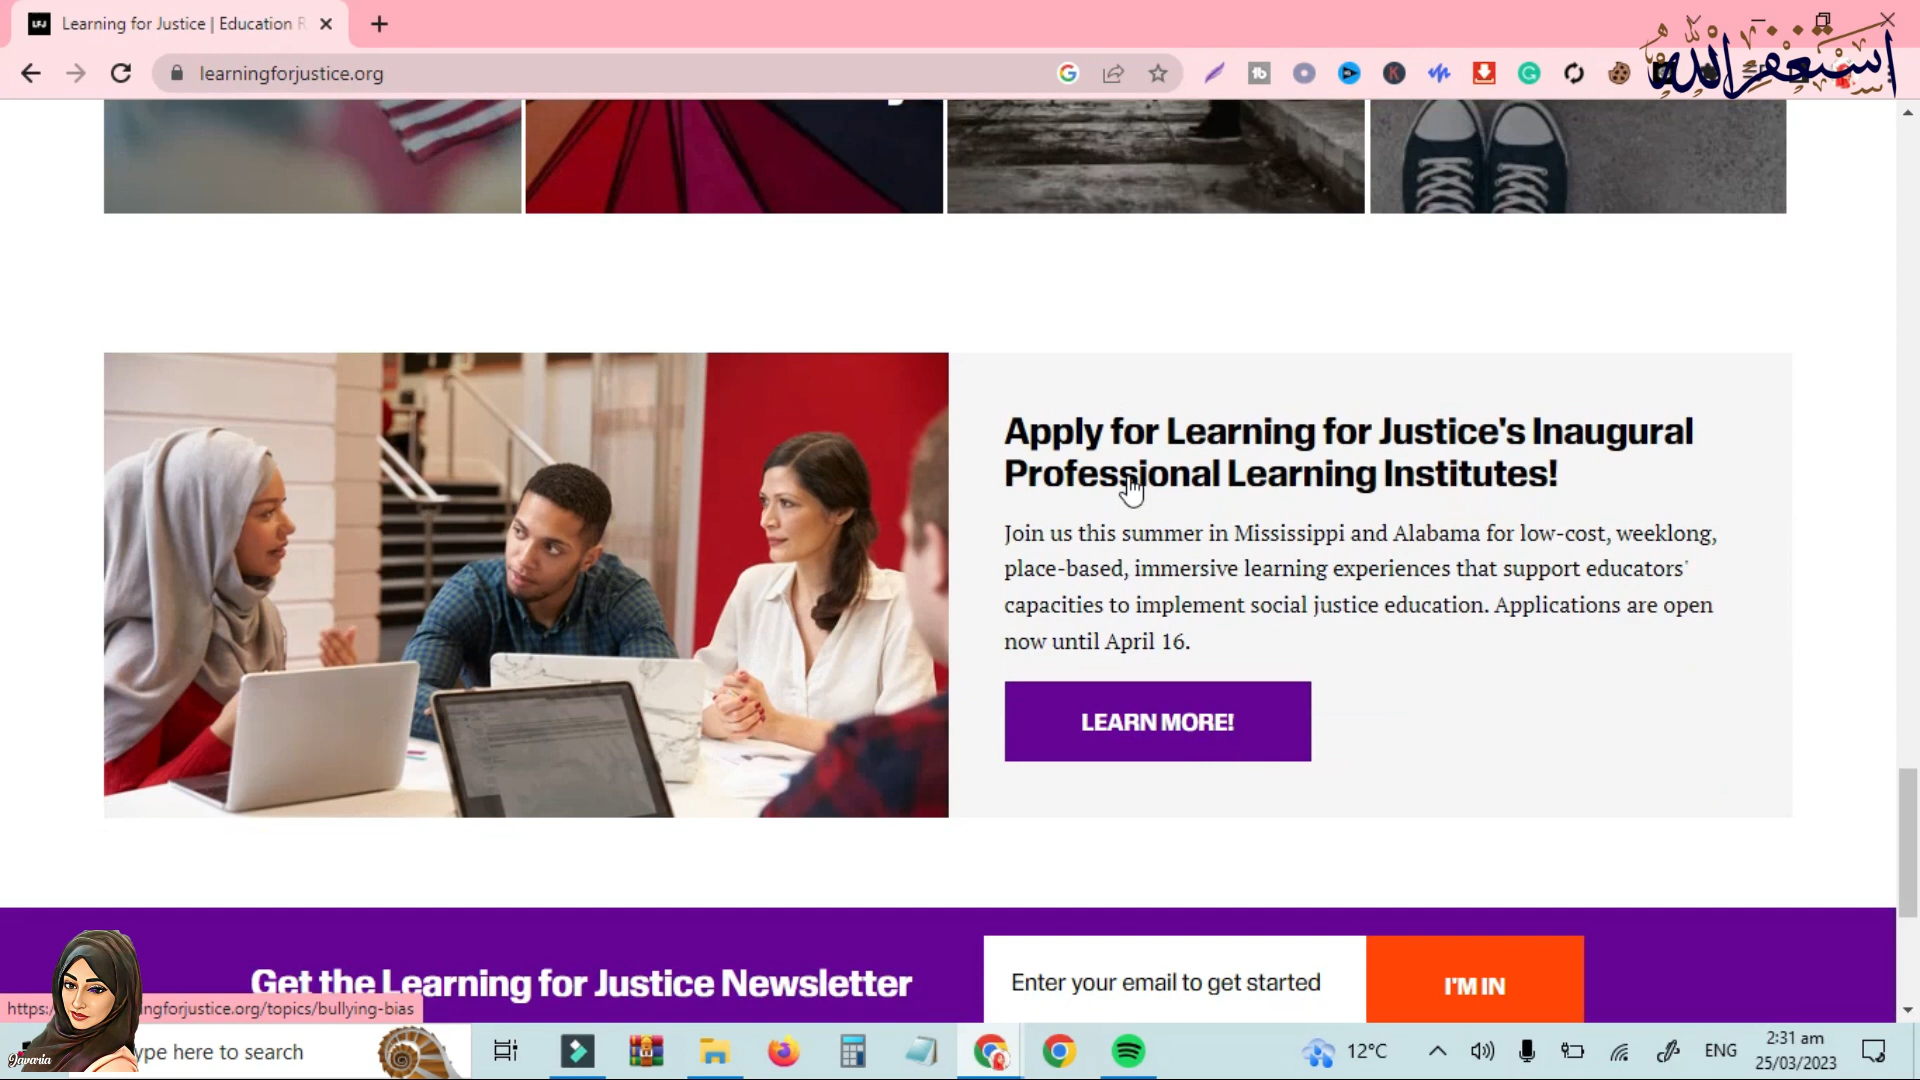 LFJ Learning for Justice | Education R
learningforjustice.org
أستغفر الله
Apply for Learning for Justice's Inaugural
Professional Learning Institutes!
Join us this summer in Mississippi and Alabama for low-cost, weeklong,
place-based, immersive learning experiences that support educators'
capacities to implement social justice education. Applications are open
now until April 16.
LEARN MORE!
Get the Learning for Justice Newsletter
Enter your email to get started
I'M IN
https: ngforjustice.org/topics/bullying-bias
Javaria
ype here to search
12°C
ENG
2:31 am
25/03/2023